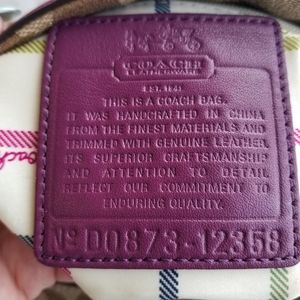 COACH
LEATHERWARE
EST. 1941
THIS IS A COACH BAG.
IT WAS HANDCRAFTED IN CHINA
FROM THE FINEST MATERIALS AND
TRIMMED WITH GENUINE LEATHER.
ITS SUPERIOR CRAFTSMANSHIP
AND ATTENTION TO DETAIL
REFLECT OUR COMMITMENT TO
ENDURING QUALITY.
Nº D0873-12358
coach